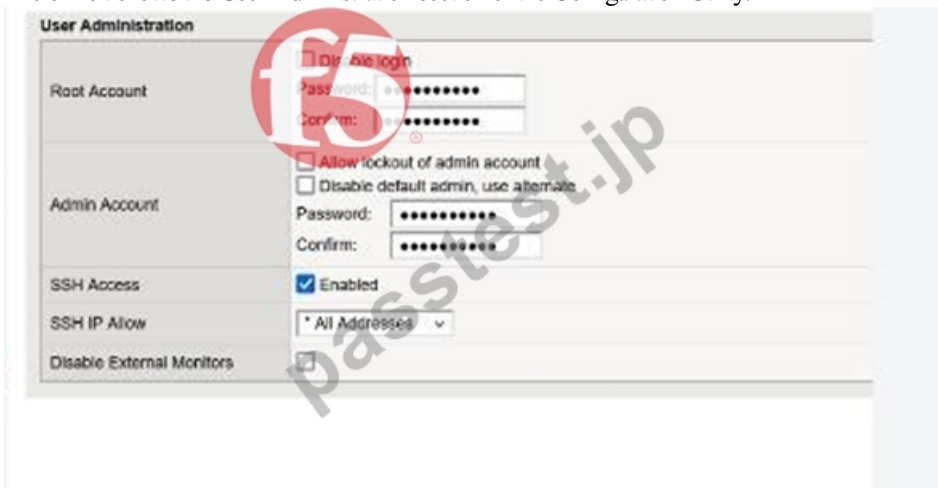 User Administration
Root Account
Disable login
Password: ••••••••••
Confirm: ••••••••••
Admin Account
Allow lockout of admin account
Disable default admin, use alternate
Password: ••••••••••
Confirm: ••••••••••
SSH Access
Enabled
SSH IP Allow
* All Addresses
Disable External Monitors
f5
passtest.jp